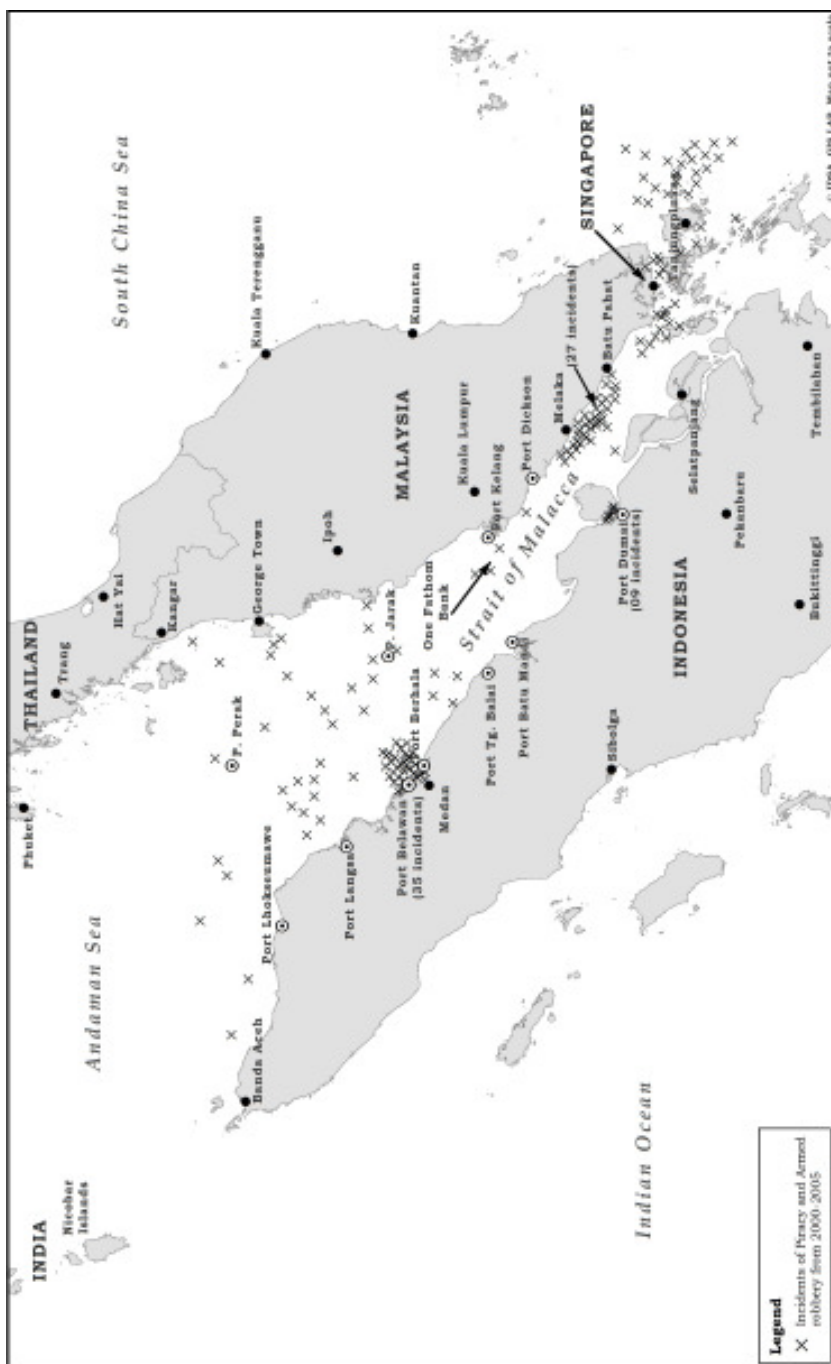 INDIA
Nicobar
Islands
Andaman Sea
Phuket
THAILAND
Trang
Hat Yai
Kangar
South China Sea
Banda Aceh
Port Lhokseumawe
P. Perak
George Town
Kuala Terengganu
Port Langsa
Ipoh
P. Jarak
Kuantan
MALAYSIA
Port Belawan
(35 incidents)
Port Berhala
Medan
One Fathom
Bank
Kuala Lumpur
Port Kelang
Port Dickson
Strait of Malacca
Port Tg. Balai
Port Batu
Melaka
(27 incidents)
Batu Pahat
SINGAPORE
Sibolga
Port Dumai
(09 incidents)
INDONESIA
Selatpanjang
Tanjungpinang
Pekanbaru
Bukittinggi
Tembilahan
Indian Ocean
Legend
Incidents of Piracy and Armed
robbery from 2000-2005